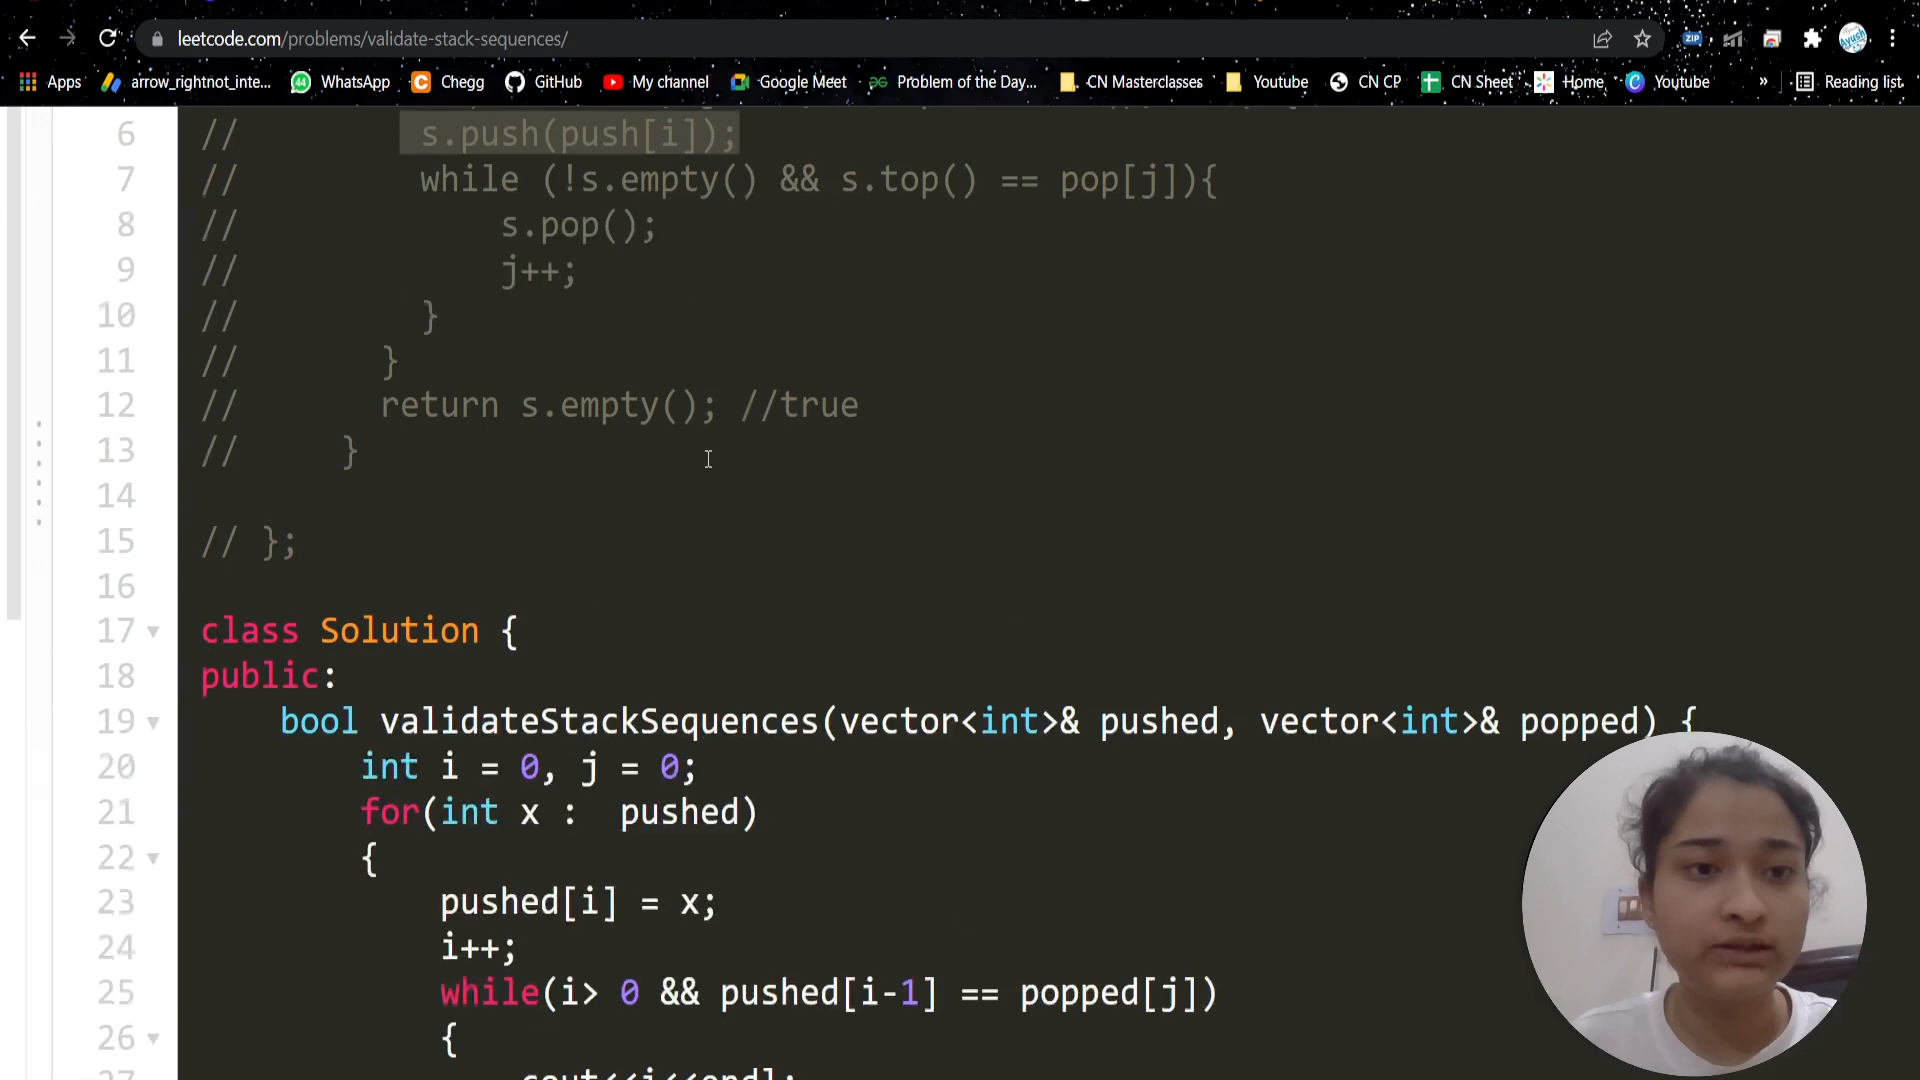 leetcode.com/problems/validate-stack-sequences/
Apps arrow_rightnot_inte... WhatsApp Chegg GitHub My channel Google Meet Problem of the Day... CN Masterclasses Youtube CN CP CN Sheet Home Youtube » Reading list
6 // s.push(push[i]);
7 // while (!s.empty() && s.top() == pop[j]){
8 // s.pop();
9 // j++;
10 // }
11 // }
12 // return s.empty(); //true
13 // }
14
15 // };
16
17 class Solution {
18 public:
19 bool validateStackSequences(vector<int>& pushed, vector<int>& popped) {
20 int i = 0, j = 0;
21 for(int x : pushed)
22 {
23 pushed[i] = x;
24 i++;
25 while(i> 0 && pushed[i-1] == popped[j])
26 {
27 cout<<i<<endl;